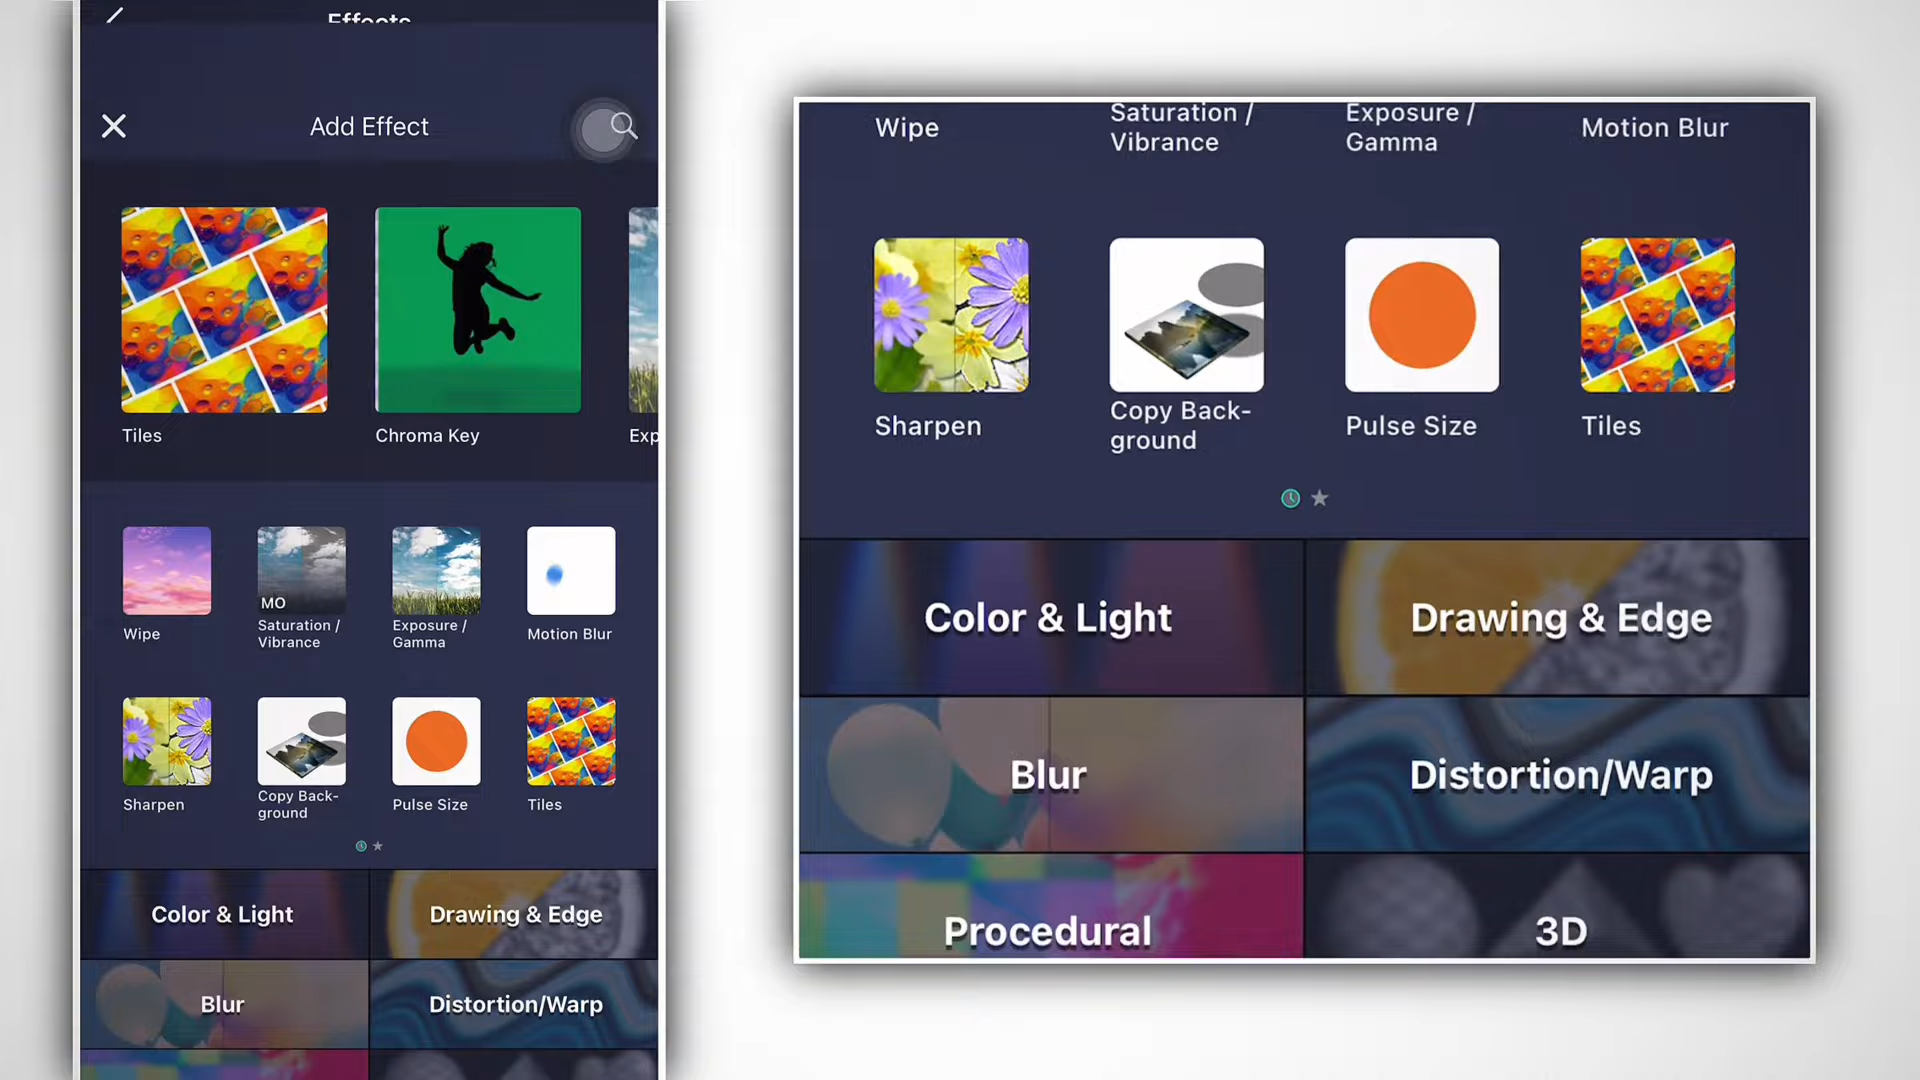 Effects
Add Effect
Tiles
Chroma Key
Exp
Wipe
MO
Saturation /
Vibrance
Exposure /
Gamma
Motion Blur
Sharpen
Copy Back-
ground
Pulse Size
Tiles
Color & Light
Drawing & Edge
Blur
Distortion/Warp
Wipe
Saturation /
Vibrance
Exposure /
Gamma
Motion Blur
Sharpen
Copy Back-
ground
Pulse Size
Tiles
Color & Light
Drawing & Edge
Blur
Distortion/Warp
Procedural
3D